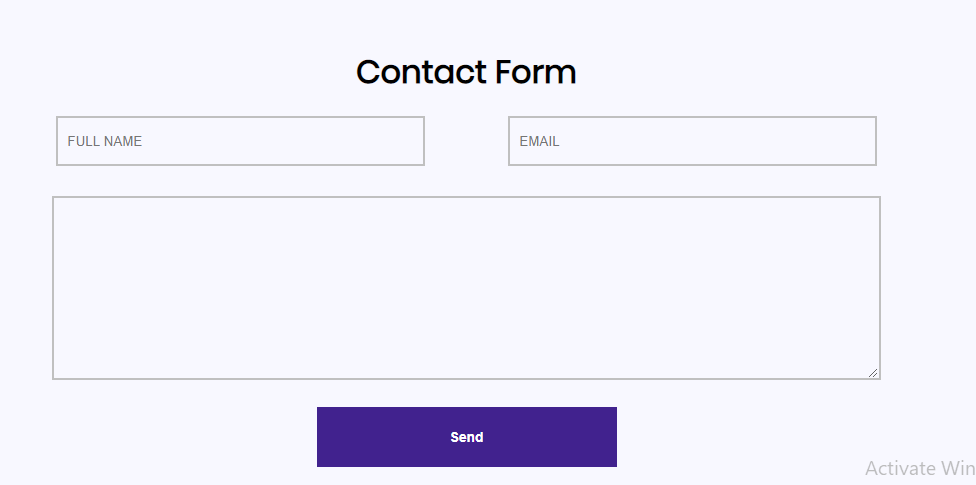 Contact Form
FULL NAME
EMAIL
Send
Activate Win